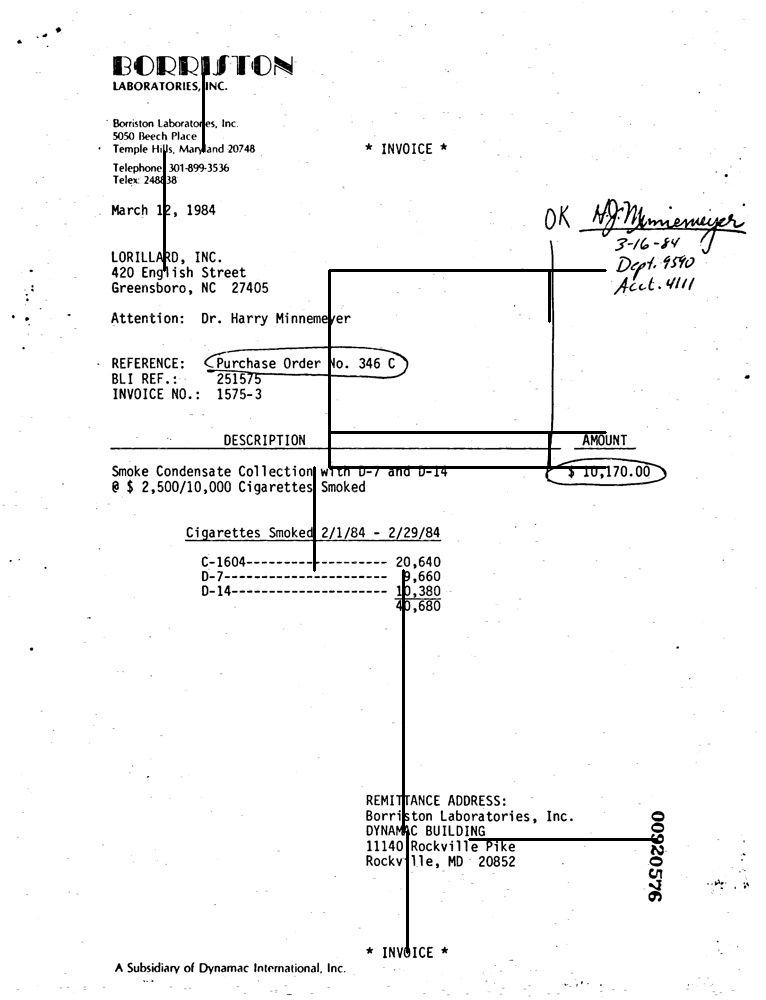 BORRISTON
LABORATORIES, INC.
Borriston Laboratories, Inc.
5050 Beech Place
Temple Hills, Maryland 20748
* INVOICE *
Telephone 301-899-3536
Telex: 248838
March 12, 1984
OK H.J. Minnemeyer
3-16-84
Dept. 9590
Acct. 4111
LORILLARD, INC.
420 English Street
Greensboro, NC 27405
Attention: Dr. Harry Minnemeyer
REFERENCE: Purchase Order No. 346 C
BLI REF.: 251575
INVOICE NO.: 1575-3
DESCRIPTION AMOUNT
Smoke Condensate Collection with D-7 and D-14 $ 10,170.00
@ $ 2,500/10,000 Cigarettes Smoked
Cigarettes Smoked 2/1/84 - 2/29/84
C-1604------------------- 20,640
D-7---------------------- 9,660
D-14--------------------- 10,380
40,680
REMITTANCE ADDRESS:
Borriston Laboratories, Inc.
DYNAMAC BUILDING
11140 Rockville Pike
Rockville, MD 20852
00920576
* INVOICE *
A Subsidiary of Dynamac International, Inc.